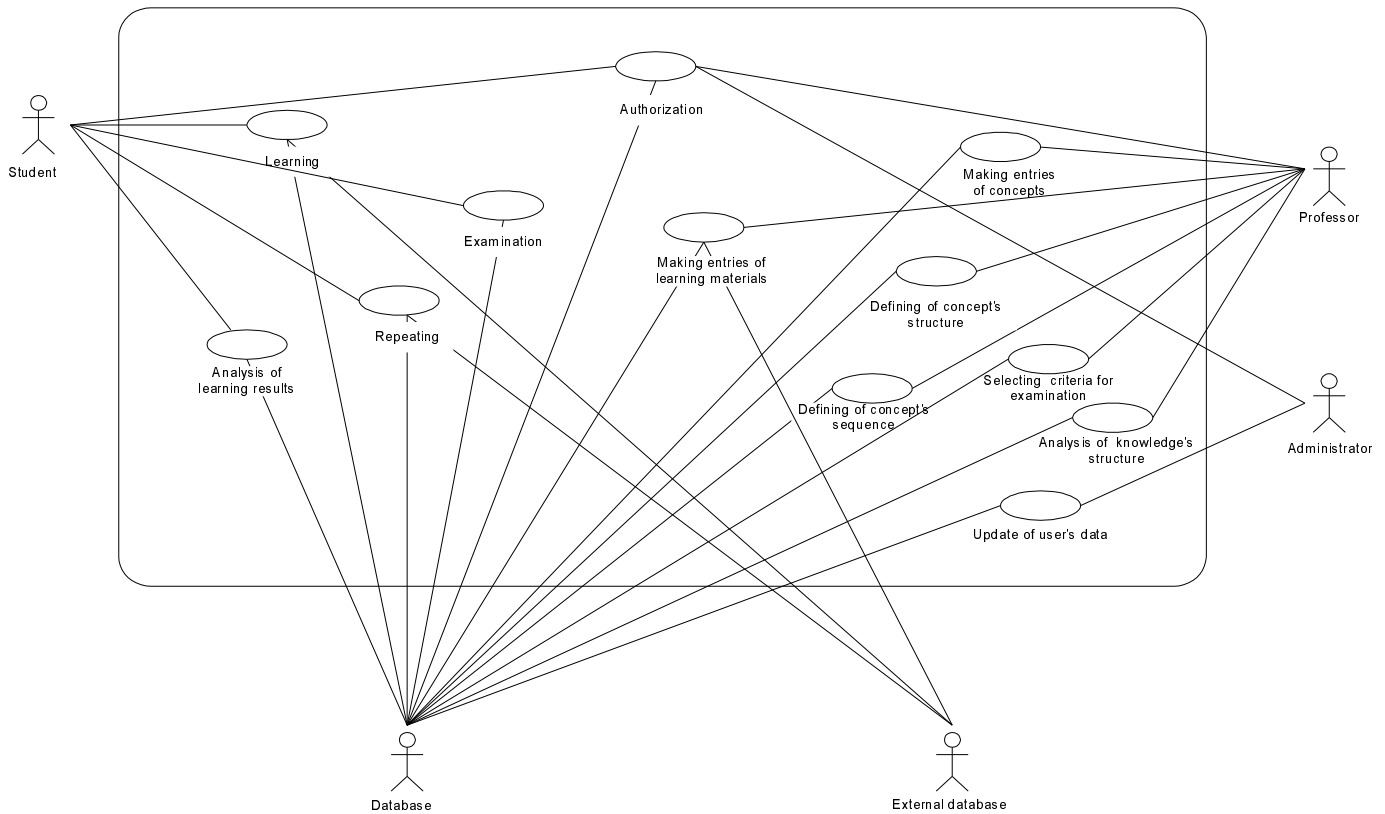 Authorization
Student
Learning
Making entries
of concepts
Professor
Examination
Making entries of
learning materials
Defining of concept's
structure
Repeating
Analysis of
learning results
Selecting criteria for
examination
Defining of concept's
sequence
Analysis of knowledge's
structure
Administrator
Update of user's data
Database
External database